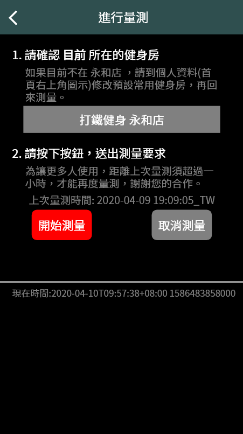 進行量測
1. 請確認 目前 所在的健身房
如果目前不在 永和店 ，請到個人資料(首
頁右上角圖示)修改預設常用健身房，再回
來測量。
打鐵健身 永和店
2. 請按下按鈕，送出測量要求
為讓更多人使用，距離上次量測須超過一
小時，才能再度量測，謝謝您的合作。
上次量測時間: 2020-04-09 19:09:05_TW
開始測量
取消測量
現在時間:2020-04-10T09:57:38+08:00 1586483858000